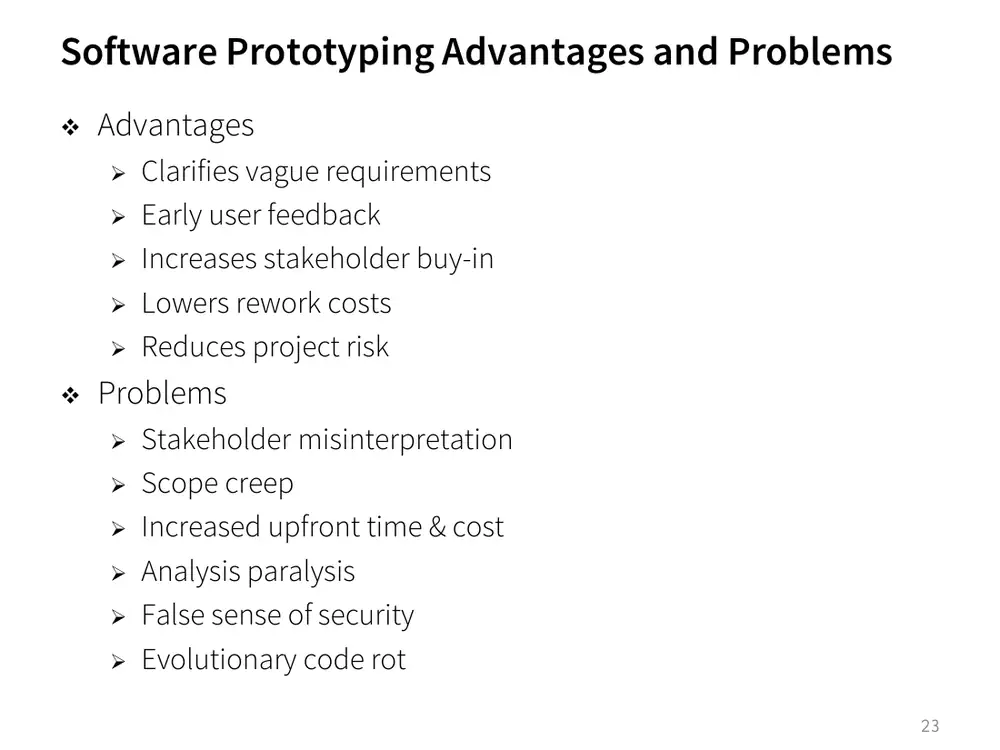 Software Prototyping Advantages and Problems
❖ Advantages
➢ Clarifies vague requirements
➢ Early user feedback
➢ Increases stakeholder buy-in
➢ Lowers rework costs
➢ Reduces project risk
❖ Problems
➢ Stakeholder misinterpretation
➢ Scope creep
➢ Increased upfront time & cost
➢ Analysis paralysis
➢ False sense of security
➢ Evolutionary code rot
23